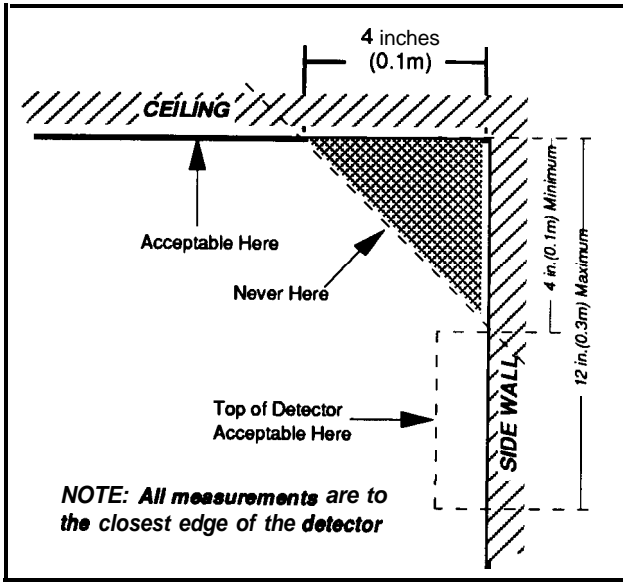 4 inches
(0.1m)
CEILING
Acceptable Here
Never Here
4 in.(0.1m) Minimum
12 in.(0.3m) Maximum
Top of Detector
Acceptable Here
SIDE WALL
NOTE: All measurements are to
the closest edge of the detector